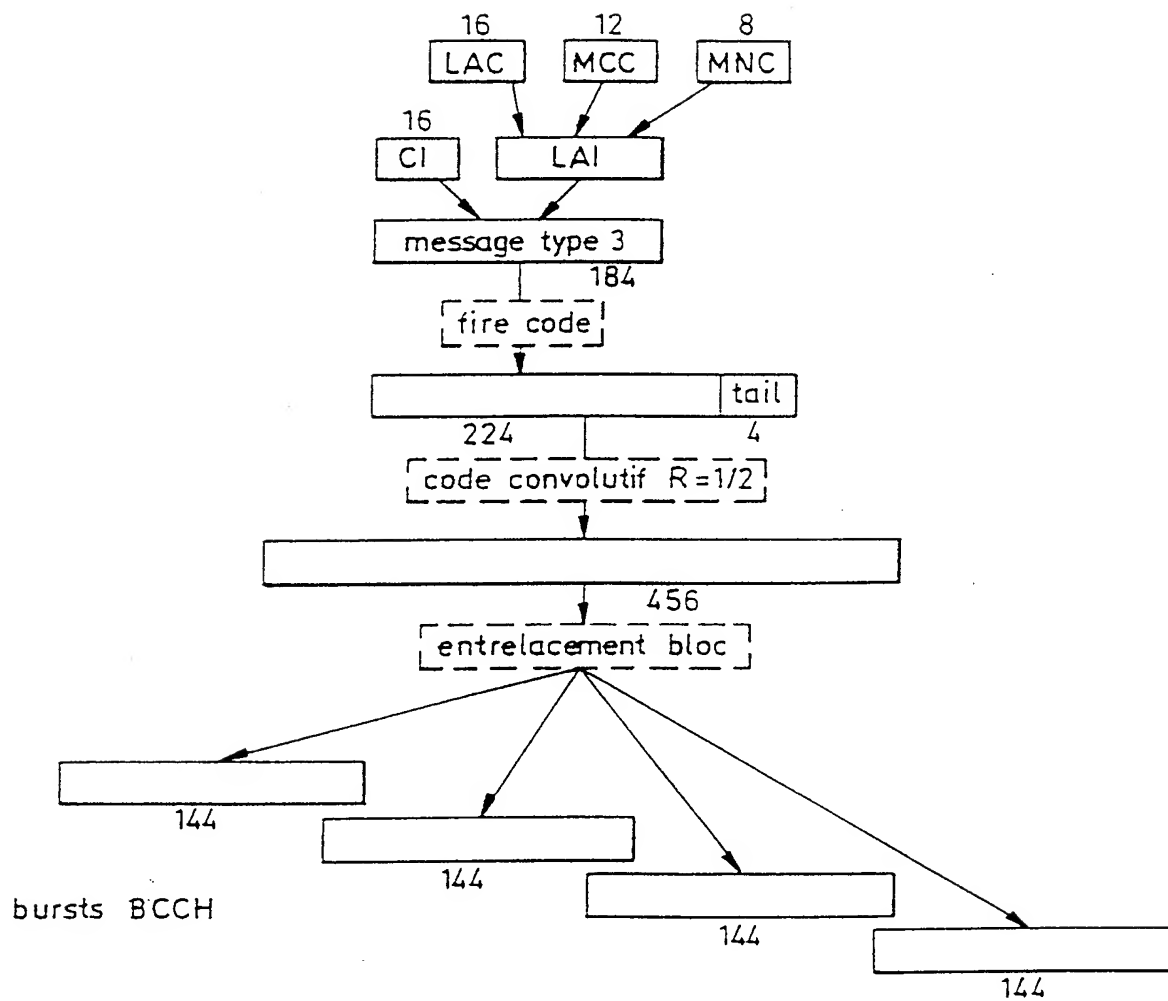 16 12 8
LAC MCC MNC
16
CI LAI
message type 3
184
fire code
tail
224 4
code convolutif R=1/2
456
entrelacement bloc
144
144
bursts BCCH
144
144